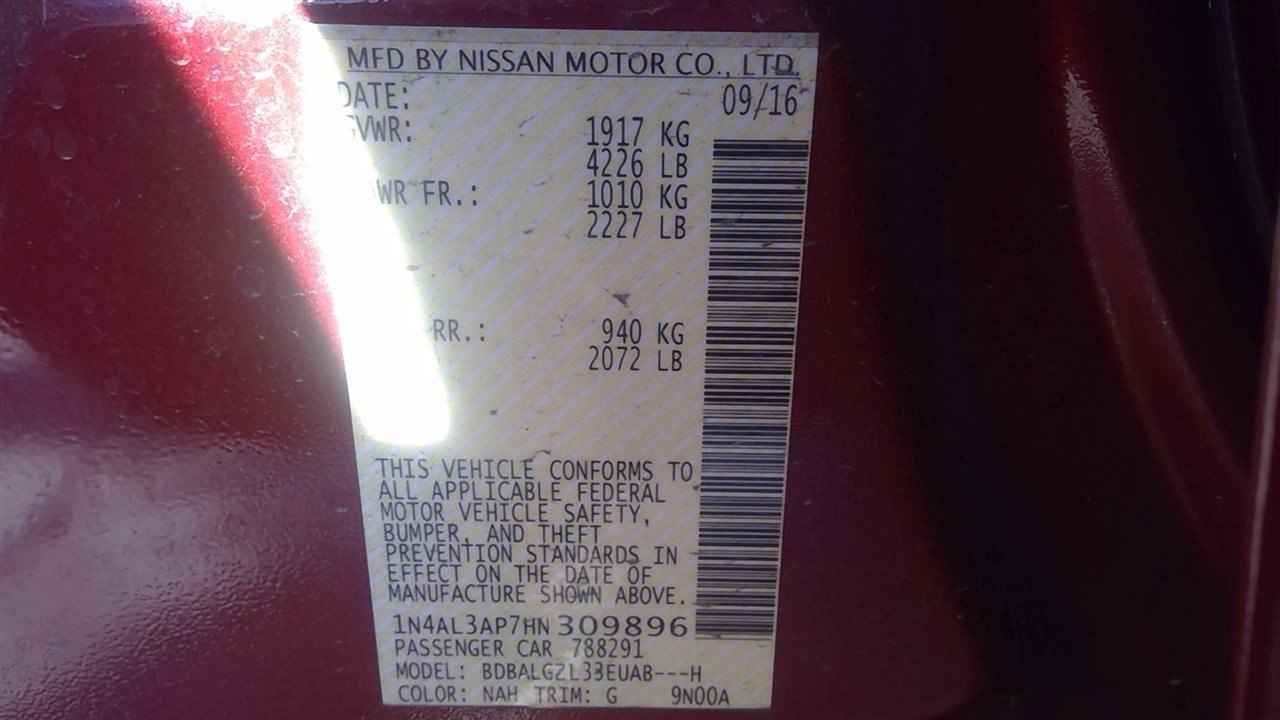 MFD BY NISSAN MOTOR CO., LTD.
DATE: 09/16
GVWR: 1917 KG
4226 LB
WR FR.: 1010 KG
2227 LB
RR.: 940 KG
2072 LB
THIS VEHICLE CONFORMS TO
ALL APPLICABLE FEDERAL
MOTOR VEHICLE SAFETY,
BUMPER, AND THEFT
PREVENTION STANDARDS IN
EFFECT ON THE DATE OF
MANUFACTURE SHOWN ABOVE.
1N4AL3AP7HN 309896
PASSENGER CAR 788291
MODEL: BDBALGZL33EUAB---H
COLOR: NAH TRIM: G 9N00A